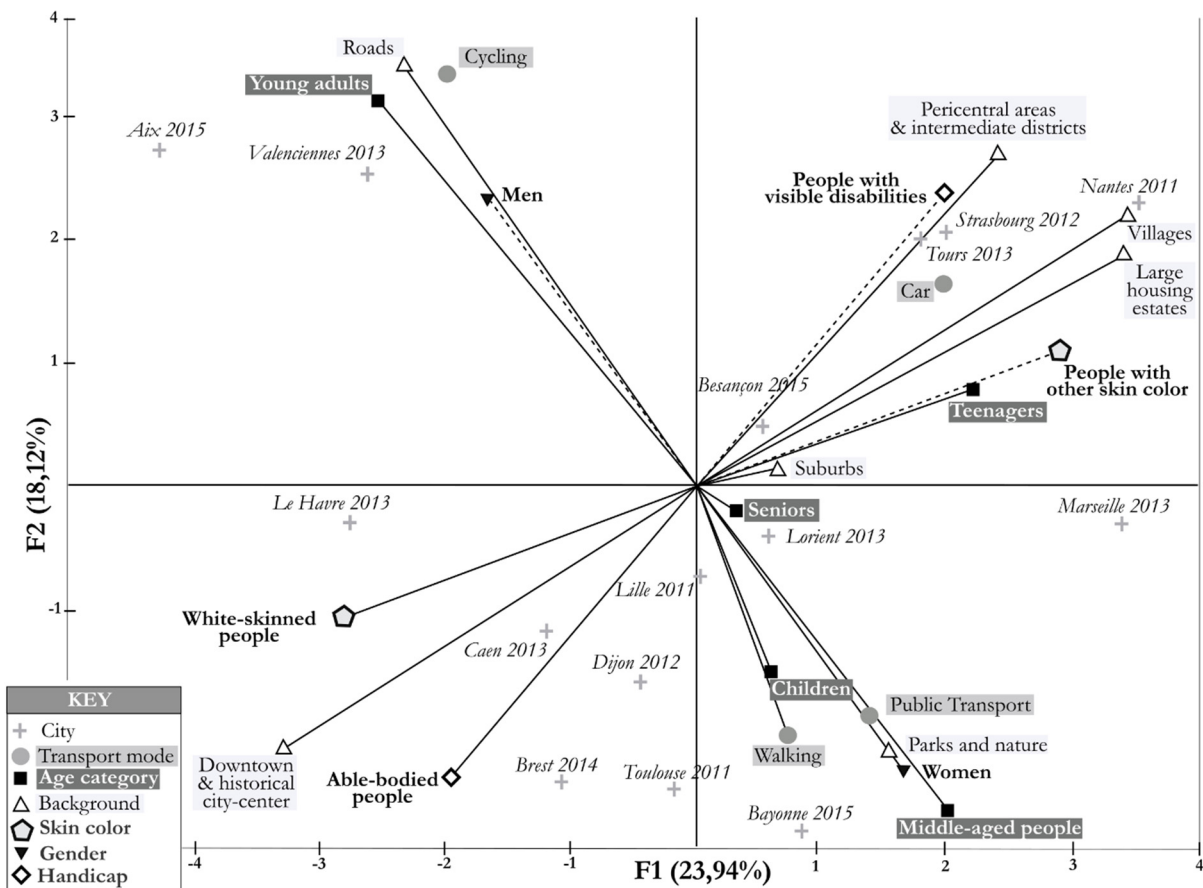 4
Roads
Cycling
Young adults
Pericentral areas
& intermediate districts
3
Aix 2015
Valenciennes 2013
People with
visible disabilities
Nantes 2011
Men
Strasbourg 2012
Villages
2
Tours 2013
Car
Large
housing
estates
1
Besançon 2015
People with
other skin color
Teenagers
Suburbs
F2 (18,12%)
Le Havre 2013
Seniors
Marseille 2013
Lorient 2013
Lille 2011
-1
White-skinned
people
Caen 2013
Dijon 2012
Children
Public Transport
KEY
City
Transport mode
Age category
Background
Skin color
Gender
Handicap
Walking
Parks and nature
Women
Downtown
& historical
city-center
Able-bodied
people
Brest 2014
Toulouse 2011
Bayonne 2015
Middle-aged people
-4
-3
-2
-1
1
2
3
4
F1 (23,94%)